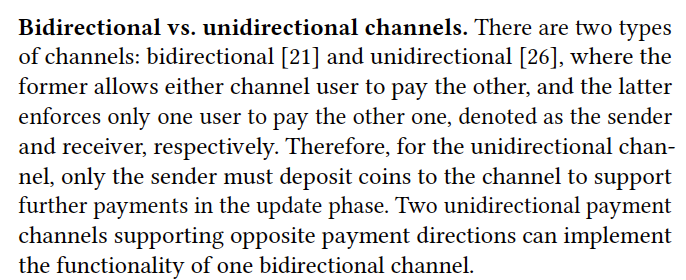 Bidirectional vs. unidirectional channels. There are two types
of channels: bidirectional [21] and unidirectional [26], where the
former allows either channel user to pay the other, and the latter
enforces only one user to pay the other one, denoted as the sender
and receiver, respectively. Therefore, for the unidirectional chan-
nel, only the sender must deposit coins to the channel to support
further payments in the update phase. Two unidirectional payment
channels supporting opposite payment directions can implement
the functionality of one bidirectional channel.